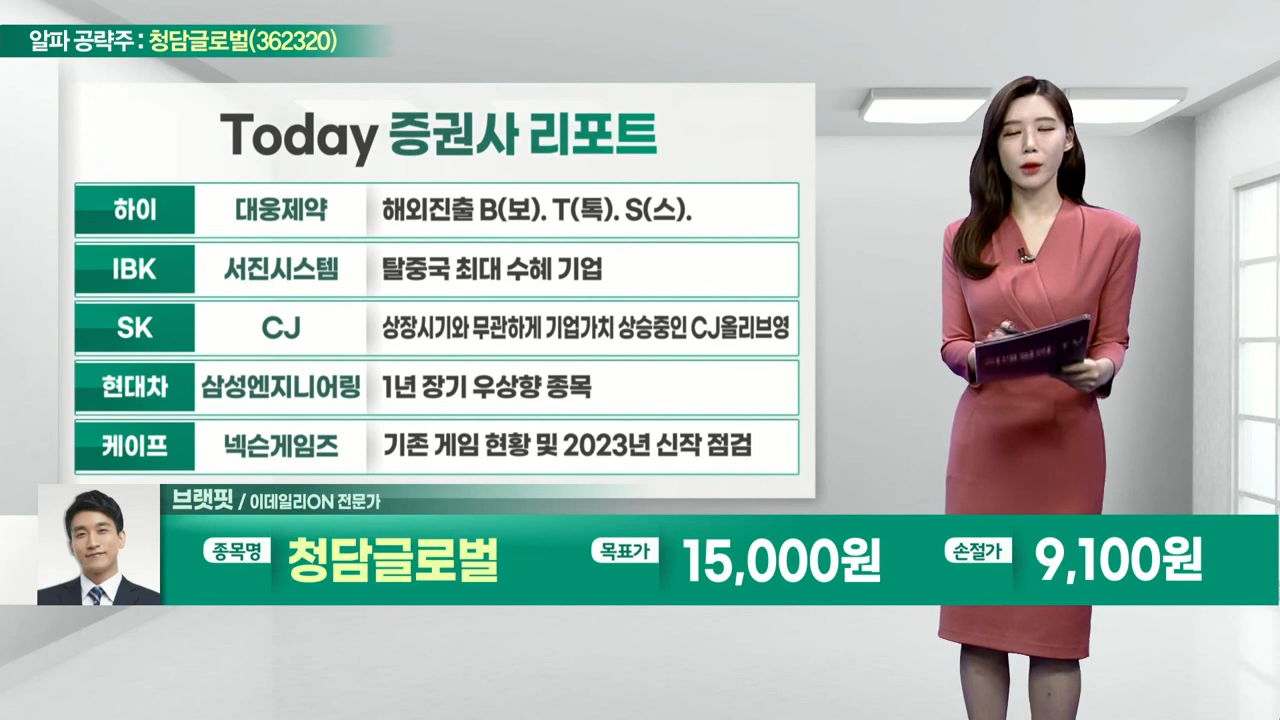 알파 공략주 : 청담글로벌(362320)
Today 증권사 리포트
하이 대웅제약 해외진출 B(보). T(톡). S(스).
IBK 서진시스템 탈중국 최대 수혜 기업
SK CJ 상장시기와 무관하게 기업가치 상승중인 CJ올리브영
현대차 삼성엔지니어링 1년 장기 우상향 종목
케이프 넥슨게임즈 기존 게임 현황 및 2023년 신작 점검
브랫핏 / 이데일리ON 전문가
종목명 청담글로벌 목표가 15,000원 손절가 9,100원